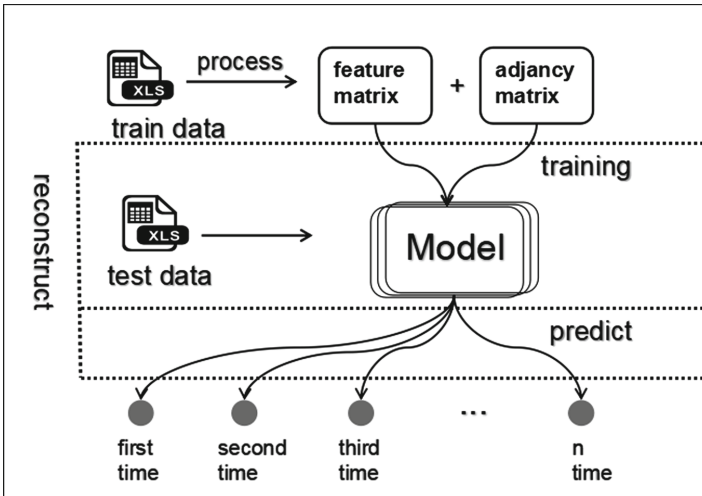 process
XLS
train data
feature
matrix
+
adjancy
matrix
training
reconstruct
XLS
test data
Model
predict
...
first
time
second
time
third
time
n
time